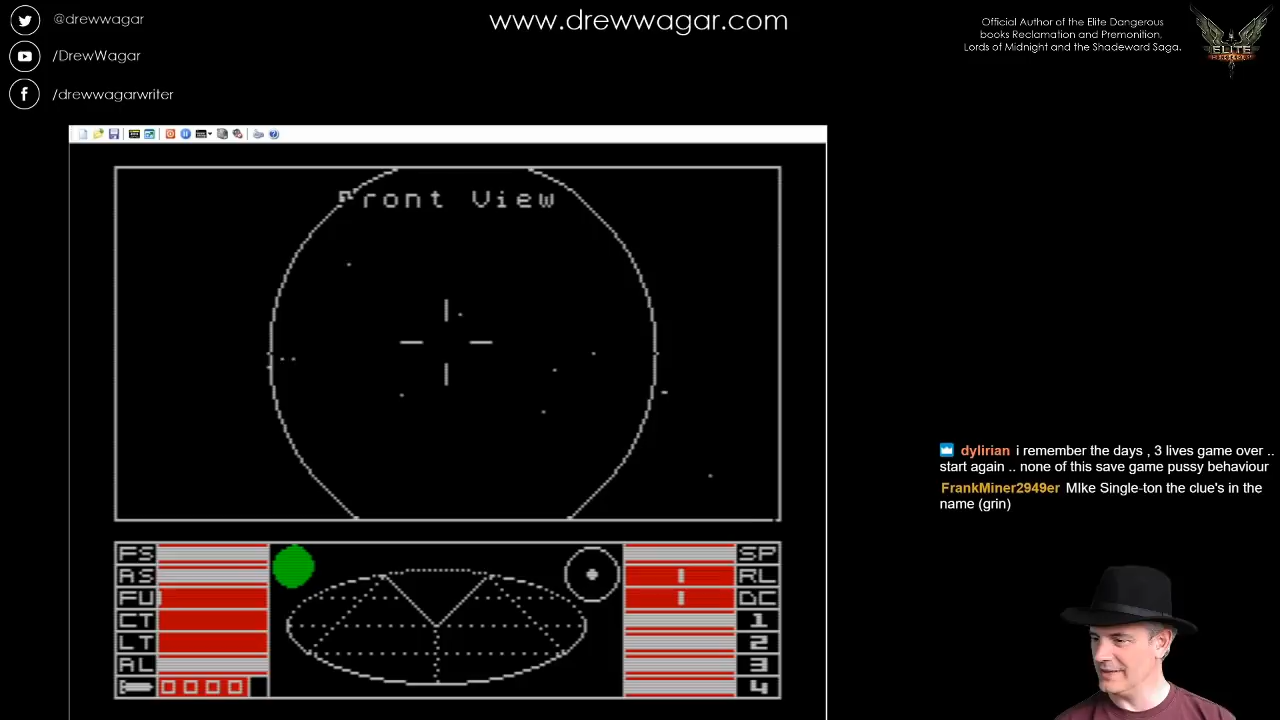 @drewwagar
/DrewWagar
/drewwagarwriter
www.drewwagar.com
Official Author of the Elite Dangerous
books Reclamation and Premonition,
Lords of Midnight and the Shadeward Saga.
ELITE
DANGEROUS
Front View
FS
AS
FU
CT
LT
AL
SP
RL
DC
1
2
3
4
dylirian i remember the days , 3 lives game over ..
start again .. none of this save game pussy behaviour
FrankMiner2949er MIke Single-ton the clue's in the
name (grin)